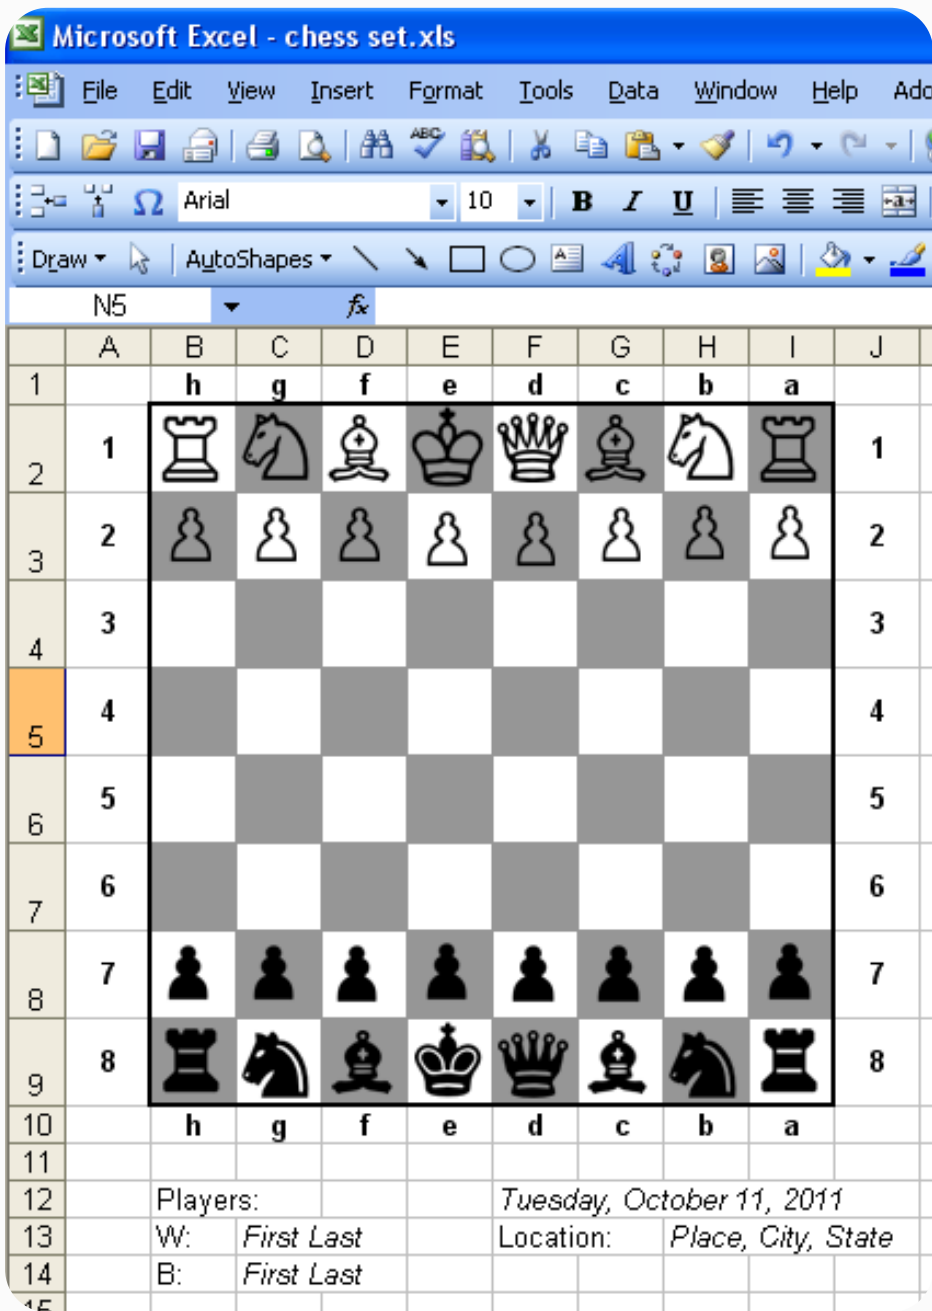 Microsoft Excel - chess set.xls
File Edit View Insert Format Tools Data Window Help
ABC
Ω Arial 10 B I U a
Draw AutoShapes A A
N5 fx
A B C D E F G H I J
1 h g f e d c b a
2 1 1
3 2 2
4 3 3
5 4 4
6 5 5
7 6 6
8 7 7
9 8 8
10 h g f e d c b a
11
12 Players: Tuesday, October 11, 2011
13 W: First Last Location: Place, City, State
14 B: First Last
15